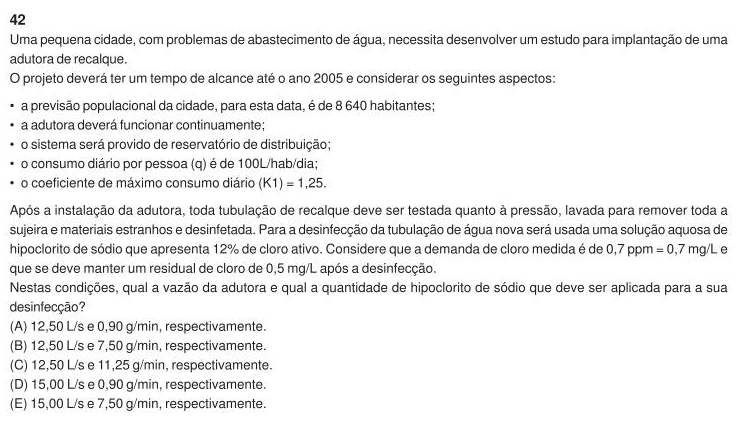 42
Uma pequena cidade, com problemas de abastecimento de água, necessita desenvolver um estudo para implantação de uma
adutora de recalque.
O projeto deverá ter um tempo de alcance até o ano 2005 e considerar os seguintes aspectos:
• a previsão populacional da cidade, para esta data, é de 8 640 habitantes;
• a adutora deverá funcionar continuamente;
• o sistema será provido de reservatório de distribuição;
• o consumo diário por pessoa (q) é de 100L/hab/dia;
• o coeficiente de máximo consumo diário (K1) = 1,25.
Após a instalação da adutora, toda tubulação de recalque deve ser testada quanto à pressão, lavada para remover toda a
sujeira e materiais estranhos e desinfetada. Para a desinfecção da tubulação de água nova será usada uma solução aquosa de
hipoclorito de sódio que apresenta 12% de cloro ativo. Considere que a demanda de cloro medida é de 0,7 ppm = 0,7 mg/L e
que se deve manter um residual de cloro de 0,5 mg/L após a desinfecção.
Nestas condições, qual a vazão da adutora e qual a quantidade de hipoclorito de sódio que deve ser aplicada para a sua
desinfecção?
(A) 12,50 L/s e 0,90 g/min, respectivamente.
(B) 12,50 L/s e 7,50 g/min, respectivamente.
(C) 12,50 L/s e 11,25 g/min, respectivamente.
(D) 15,00 L/s e 0,90 g/min, respectivamente.
(E) 15,00 L/s e 7,50 g/min, respectivamente.